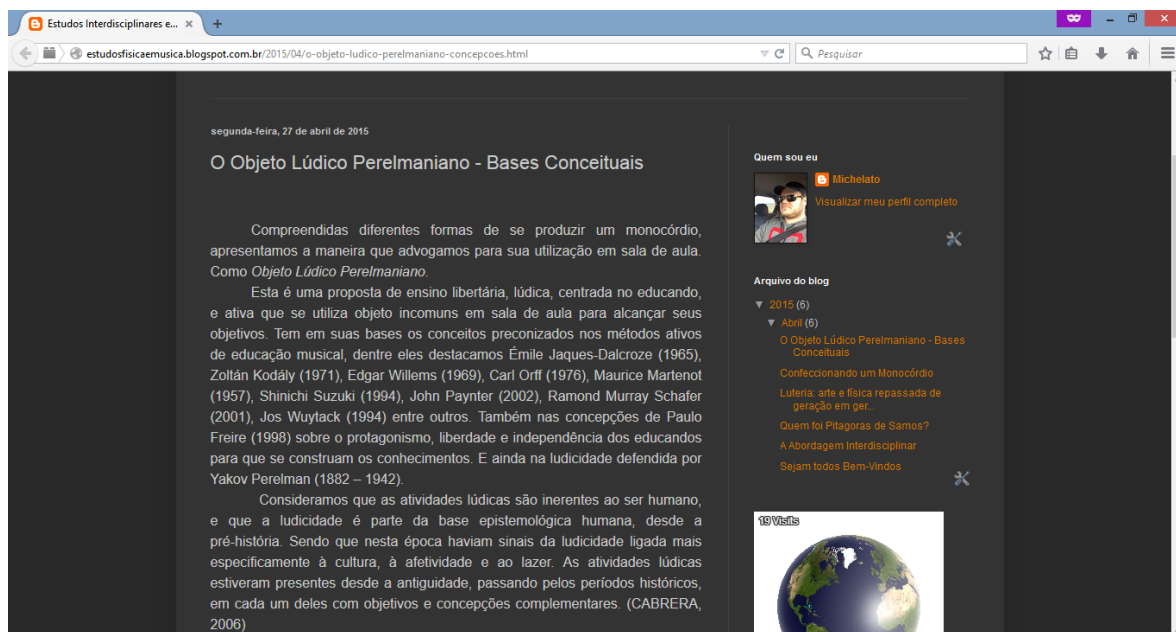 Estudos Interdisciplinares e...
estudosfisicaemusica.blogspot.com.br/2015/04/o-objeto-ludico-perelmaniano-concepcoes.html
Pesquisar
segunda-feira, 27 de abril de 2015
O Objeto Lúdico Perelmaniano - Bases Conceituais
Compreendidas diferentes formas de se produzir um monocórdio,
apresentamos a maneira que advogamos para sua utilização em sala de aula.
Como Objeto Lúdico Perelmaniano.
Esta é uma proposta de ensino libertária, lúdica, centrada no educando,
e ativa que se utiliza objeto incomuns em sala de aula para alcançar seus
objetivos. Tem em suas bases os conceitos preconizados nos métodos ativos
de educação musical, dentre eles destacamos Émile Jaques-Dalcroze (1965),
Zoltán Kodály (1971), Edgar Willems (1969), Carl Orff (1976), Maurice Martenot
(1957), Shinichi Suzuki (1994), John Paynter (2002), Ramond Murray Schafer
(2001), Jos Wuytack (1994) entre outros. Também nas concepções de Paulo
Freire (1998) sobre o protagonismo, liberdade e independência dos educandos
para que se construam os conhecimentos. E ainda na ludicidade defendida por
Yakov Perelman (1882 – 1942).
Consideramos que as atividades lúdicas são inerentes ao ser humano,
e que a ludicidade é parte da base epistemológica humana, desde a
pré-história. Sendo que nesta época haviam sinais da ludicidade ligada mais
especificamente à cultura, à afetividade e ao lazer. As atividades lúdicas
estiveram presentes desde a antiguidade, passando pelos períodos históricos,
em cada um deles com objetivos e concepções complementares. (CABRERA,
2006)
Quem sou eu
Michelato
Visualizar meu perfil completo
Arquivo do blog
▼ 2015 (6)
▼ Abril (6)
O Objeto Lúdico Perelmaniano - Bases
Conceituais
Confeccionando um Monocórdio
Luteria: arte e física repassada de
geração em ger...
Quem foi Pitagoras de Samos?
A Abordagem Interdisciplinar
Sejam todos Bem-Vindos
19 Visits